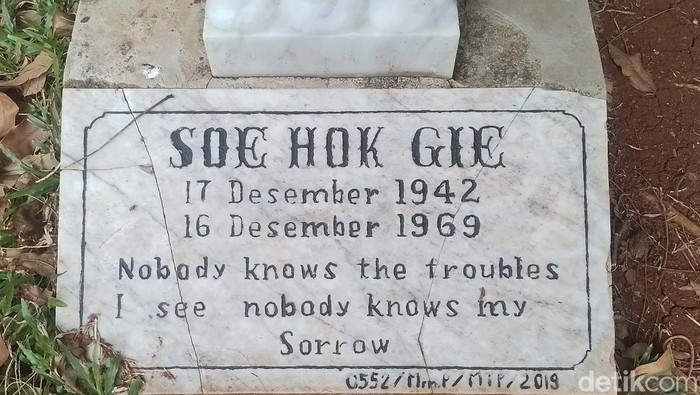 SOE HOK GIE
17 Desember 1942
16 Desember 1969
Nobody knows the troubles
I see nobody knows my
Sorrow
0552/Mm.P/MTP/2019
detikcom